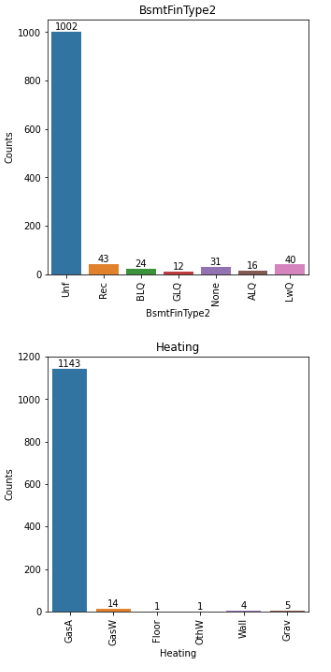 BsmtFinType2
1002
1000
Counts
800
600
400
200
0
43
24
12
31
16
40
Unf
Rec
BLQ
GLQ
None
ALQ
LwQ
BsmtFinType2
Heating
1200
1143
1000
Counts
800
600
400
200
0
14
1
1
4
5
GasA
GasW
Floor
OthW
Wall
Grav
Heating